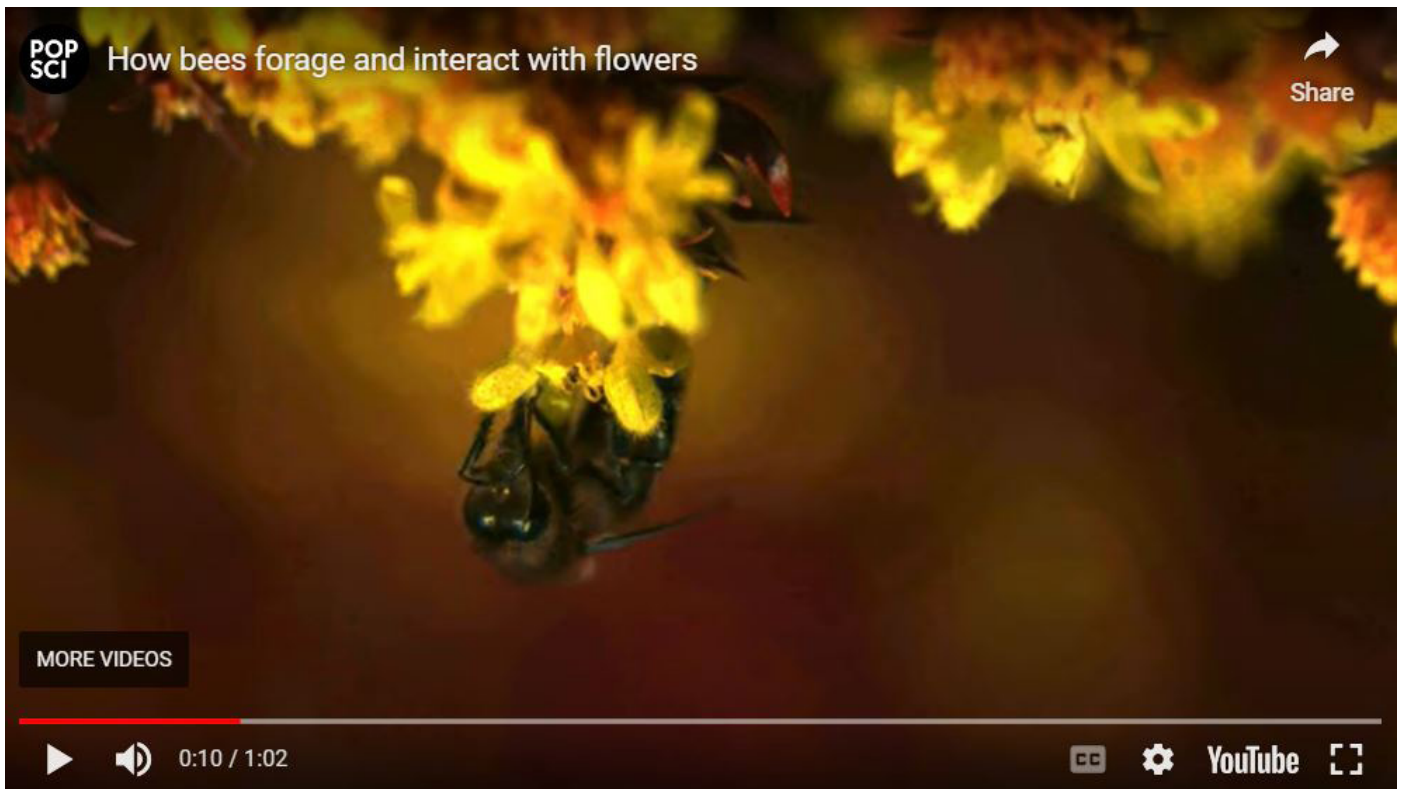 POP
SCI
How bees forage and interact with flowers
Share
MORE VIDEOS
0:10 / 1:02
CC
YouTube